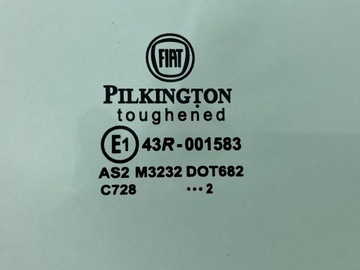 FIAT
PILKINGTON
toughened
E1 43R-001583
AS2 M3232 DOT682
C728 •••2